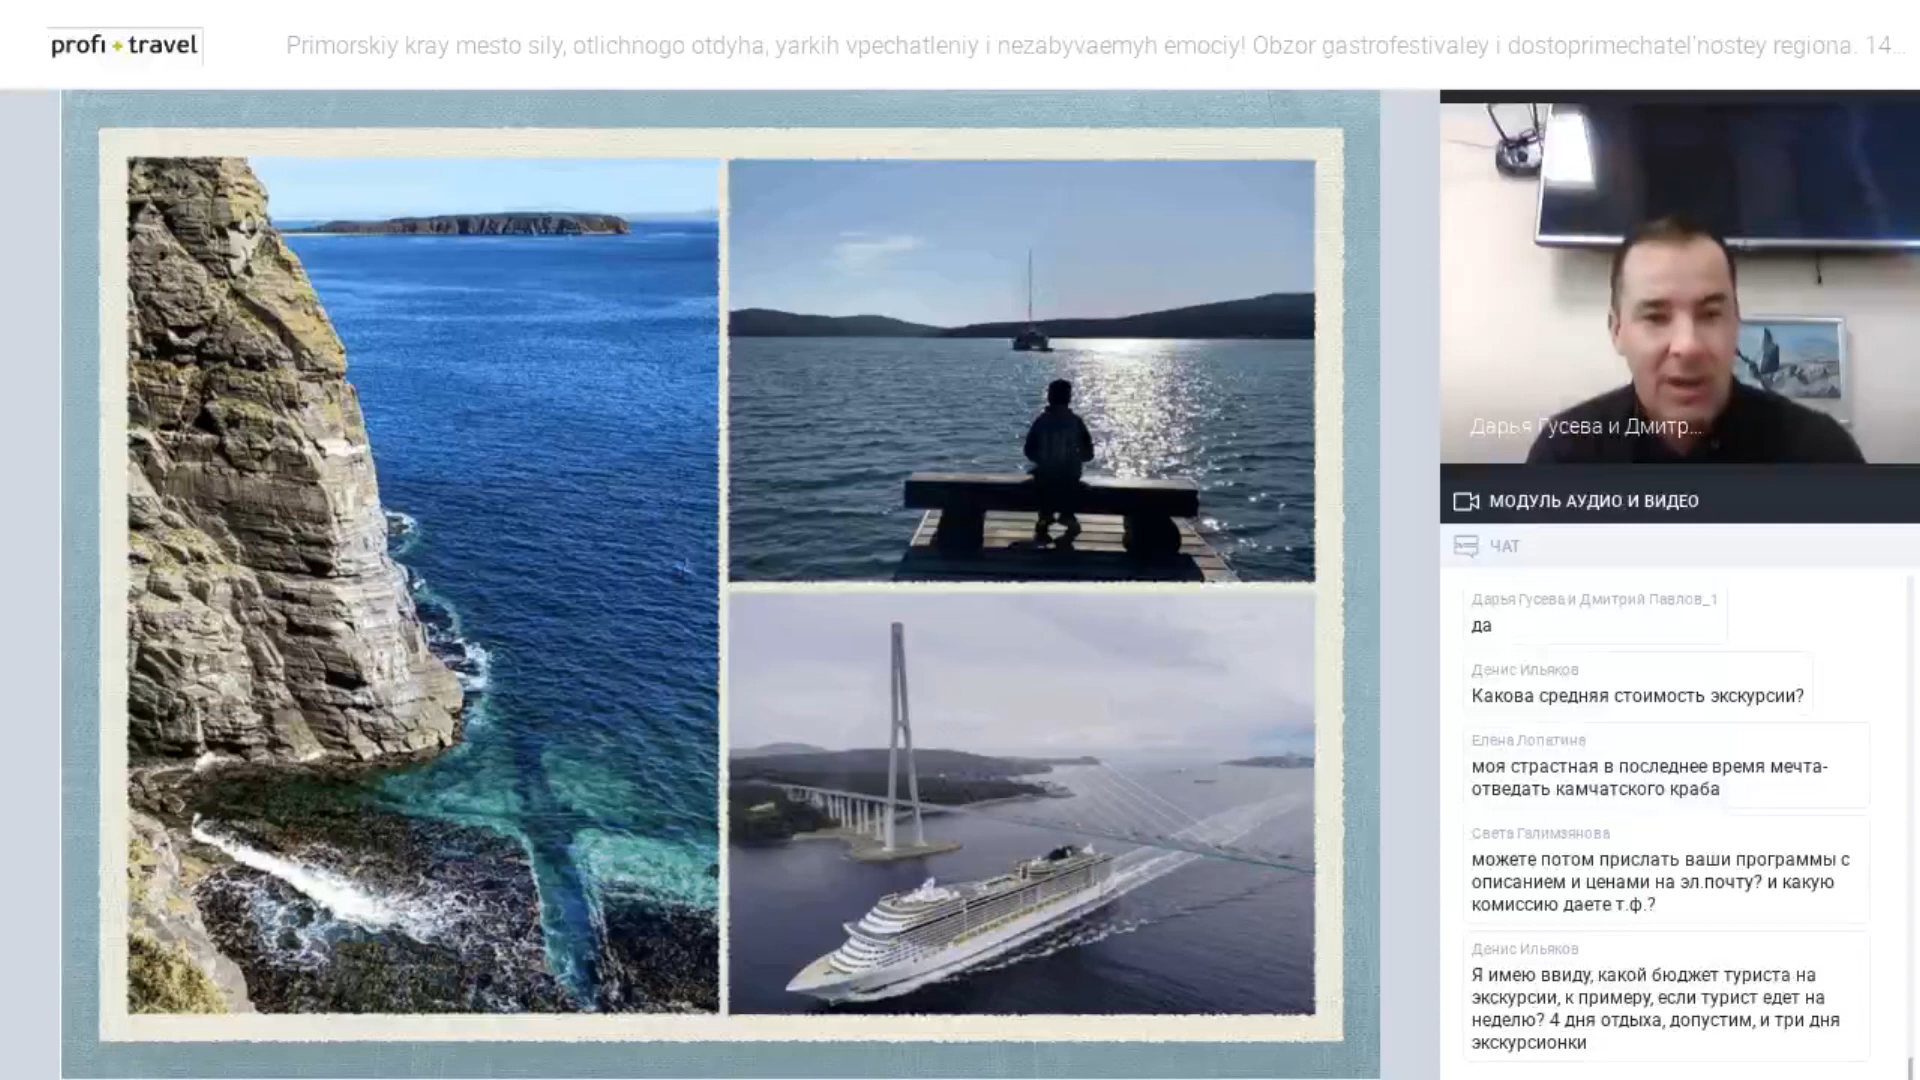 profi travel
Primorskiy kray mesto sily, otlichnogo otdyha, yarkih vpechatleniy i nezabyvaemyh emociy! Obzor gastrofestivaley i dostoprimechatel'nostey regiona. 14...
Дарья Гусева и Дмитр...
МОДУЛЬ АУДИО И ВИДЕО
ЧАТ
Дарья Гусева и Дмитрий Павлов_1
да
Денис Ильяков
Какова средняя стоимость экскурсии?
Елена Лопатина
моя страстная в последнее время мечта-
отведать камчатского краба
Света Галимзянова
можете потом прислать ваши программы с
описанием и ценами на эл.почту? и какую
комиссию даете т.ф.?
Денис Ильяков
Я имею ввиду, какой бюджет туриста на
экскурсии, к примеру, если турист едет на
неделю? 4 дня отдыха, допустим, и три дня
экскурсионки